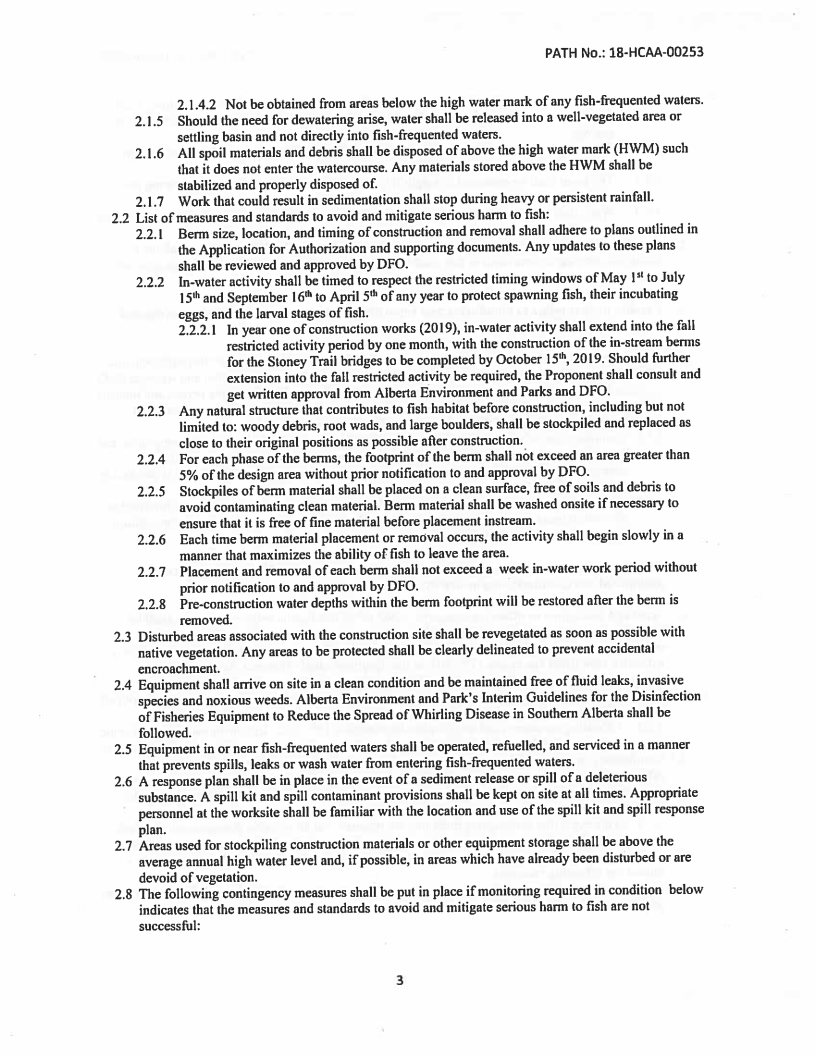 PATH No.: 18-HCAA-00253
2.1.4.2 Not be obtained from areas below the high water mark of any fish-frequented waters.
2.1.5 Should the need for dewatering arise, water shall be released into a well-vegetated area or
settling basin and not directly into fish-frequented waters.
2.1.6 All spoil materials and debris shall be disposed of above the high water mark (HWM) such
that it does not enter the watercourse. Any materials stored above the HWM shall be
stabilized and properly disposed of.
2.1.7 Work that could result in sedimentation shall stop during heavy or persistent rainfall.
2.2 List of measures and standards to avoid and mitigate serious harm to fish:
2.2.1 Berm size, location, and timing of construction and removal shall adhere to plans outlined in
the Application for Authorization and supporting documents. Any updates to these plans
shall be reviewed and approved by DFO.
2.2.2 In-water activity shall be timed to respect the restricted timing windows of May 1st to July
15th and September 16th to April 5th of any year to protect spawning fish, their incubating
eggs, and the larval stages of fish.
2.2.2.1 In year one of construction works (2019), in-water activity shall extend into the fall
restricted activity period by one month, with the construction of the in-stream berms
for the Stoney Trail bridges to be completed by October 15th, 2019. Should further
extension into the fall restricted activity be required, the Proponent shall consult and
get written approval from Alberta Environment and Parks and DFO.
2.2.3 Any natural structure that contributes to fish habitat before construction, including but not
limited to: woody debris, root wads, and large boulders, shall be stockpiled and replaced as
close to their original positions as possible after construction.
2.2.4 For each phase of the berms, the footprint of the berm shall not exceed an area greater than
5% of the design area without prior notification to and approval by DFO.
2.2.5 Stockpiles of berm material shall be placed on a clean surface, free of soils and debris to
avoid contaminating clean material. Berm material shall be washed onsite if necessary to
ensure that it is free of fine material before placement instream.
2.2.6 Each time berm material placement or removal occurs, the activity shall begin slowly in a
manner that maximizes the ability of fish to leave the area.
2.2.7 Placement and removal of each berm shall not exceed a week in-water work period without
prior notification to and approval by DFO.
2.2.8 Pre-construction water depths within the berm footprint will be restored after the berm is
removed.
2.3 Disturbed areas associated with the construction site shall be revegetated as soon as possible with
native vegetation. Any areas to be protected shall be clearly delineated to prevent accidental
encroachment.
2.4 Equipment shall arrive on site in a clean condition and be maintained free of fluid leaks, invasive
species and noxious weeds. Alberta Environment and Park's Interim Guidelines for the Disinfection
of Fisheries Equipment to Reduce the Spread of Whirling Disease in Southern Alberta shall be
followed.
2.5 Equipment in or near fish-frequented waters shall be operated, refuelled, and serviced in a manner
that prevents spills, leaks or wash water from entering fish-frequented waters.
2.6 A response plan shall be in place in the event of a sediment release or spill of a deleterious
substance. A spill kit and spill contaminant provisions shall be kept on site at all times. Appropriate
personnel at the worksite shall be familiar with the location and use of the spill kit and spill response
plan.
2.7 Areas used for stockpiling construction materials or other equipment storage shall be above the
average annual high water level and, if possible, in areas which have already been disturbed or are
devoid of vegetation.
2.8 The following contingency measures shall be put in place if monitoring required in condition below
indicates that the measures and standards to avoid and mitigate serious harm to fish are not
successful:
3